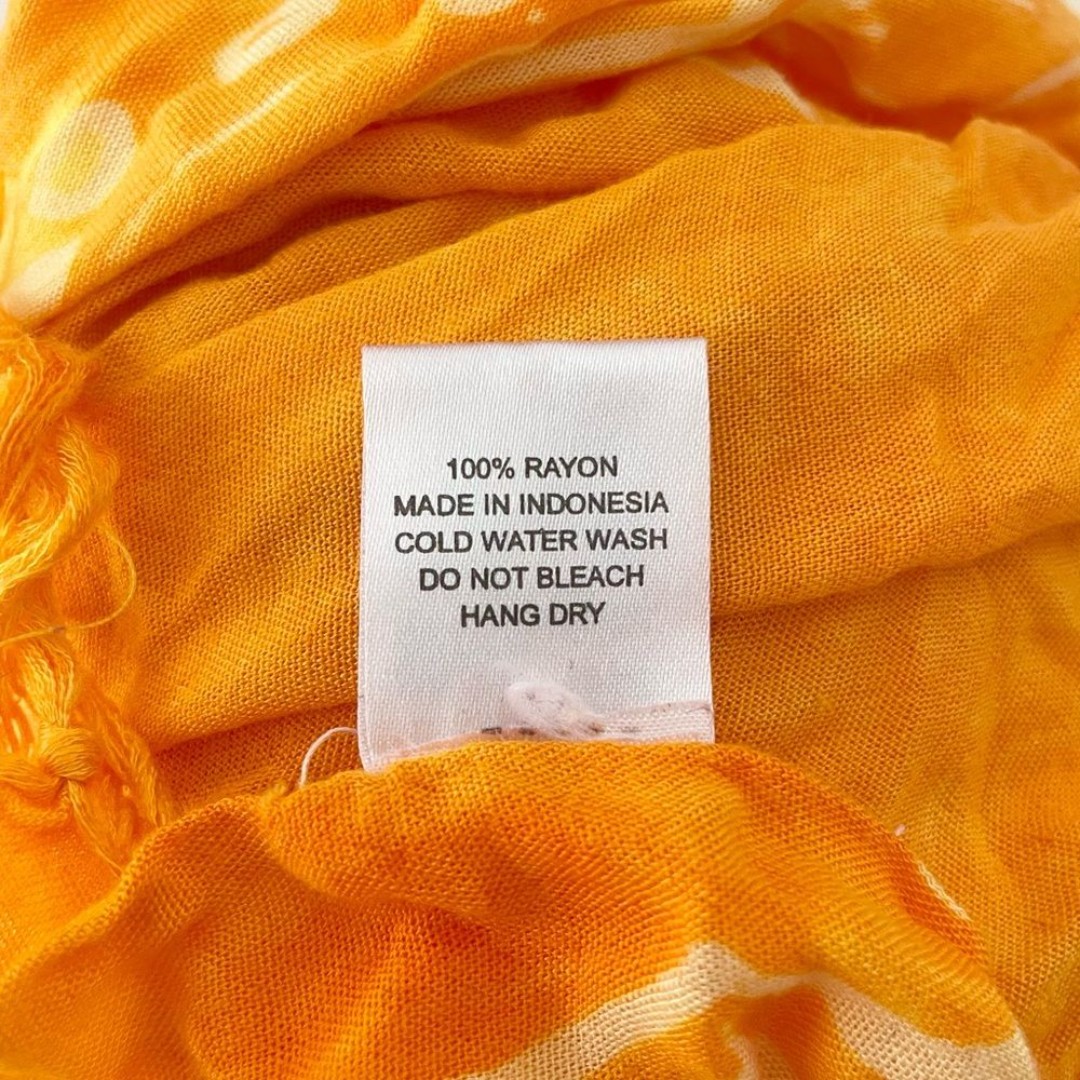 100% RAYON
MADE IN INDONESIA
COLD WATER WASH
DO NOT BLEACH
HANG DRY